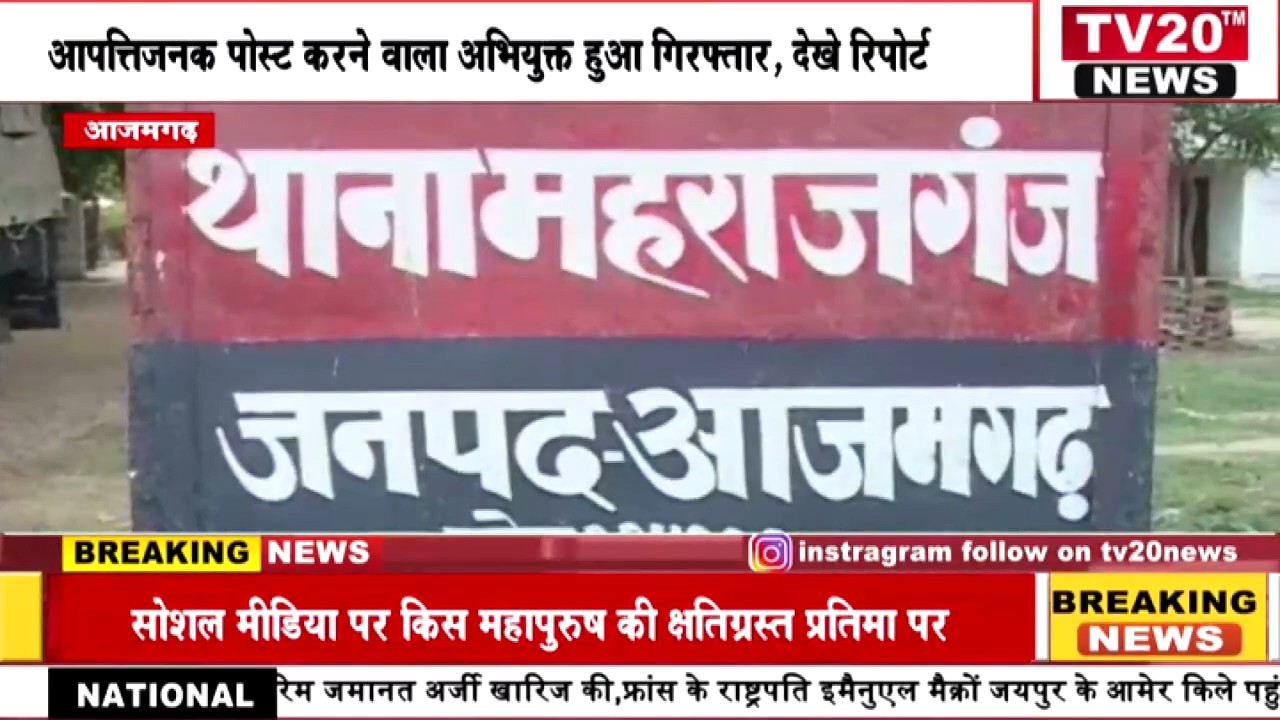 आपत्तिजनक पोस्ट करने वाला अभियुक्त हुआ गिरफ्तार, देखे रिपोर्ट
TV20™
NEWS
आजमगढ़
थाना महराजगंज
जनपद-आजमगढ़
BREAKING NEWS
instragram follow on tv20news
सोशल मीडिया पर किस महापुरुष की क्षतिग्रस्त प्रतिमा पर
BREAKING
NEWS
NATIONAL
जमानत अर्जी खारिज की,फ्रांस के राष्ट्रपति इमैनुएल मैक्रों जयपुर के आमेर किले